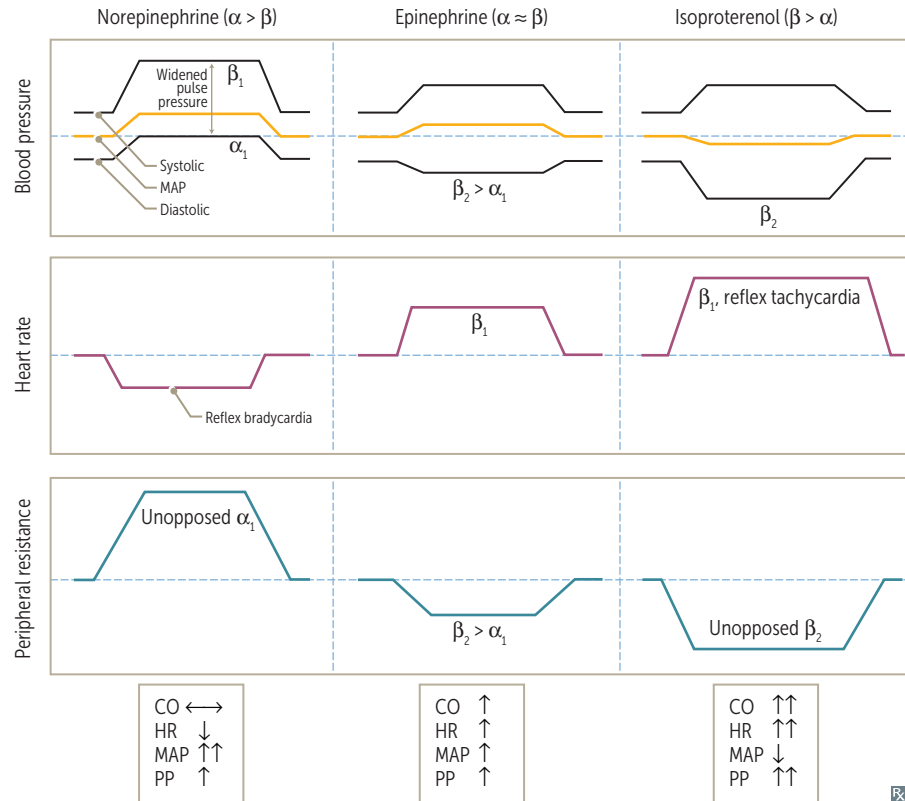 Norepinephrine (α > β)
Epinephrine (α ≈ β)
Isoproterenol (β > α)
Blood pressure
Widened
pulse
pressure
β₁
α₁
Systolic
MAP
Diastolic
β₂ > α₁
β₂
Heart rate
Reflex bradycardia
β₁
β₁, reflex tachycardia
Peripheral resistance
Unopposed α₁
β₂ > α₁
Unopposed β₂
CO ←→
HR ↓
MAP ↑↑
PP ↑
CO ↑
HR ↑
MAP ↑
PP ↑
CO ↑↑
HR ↑↑
MAP ↓
PP ↑↑
Rx